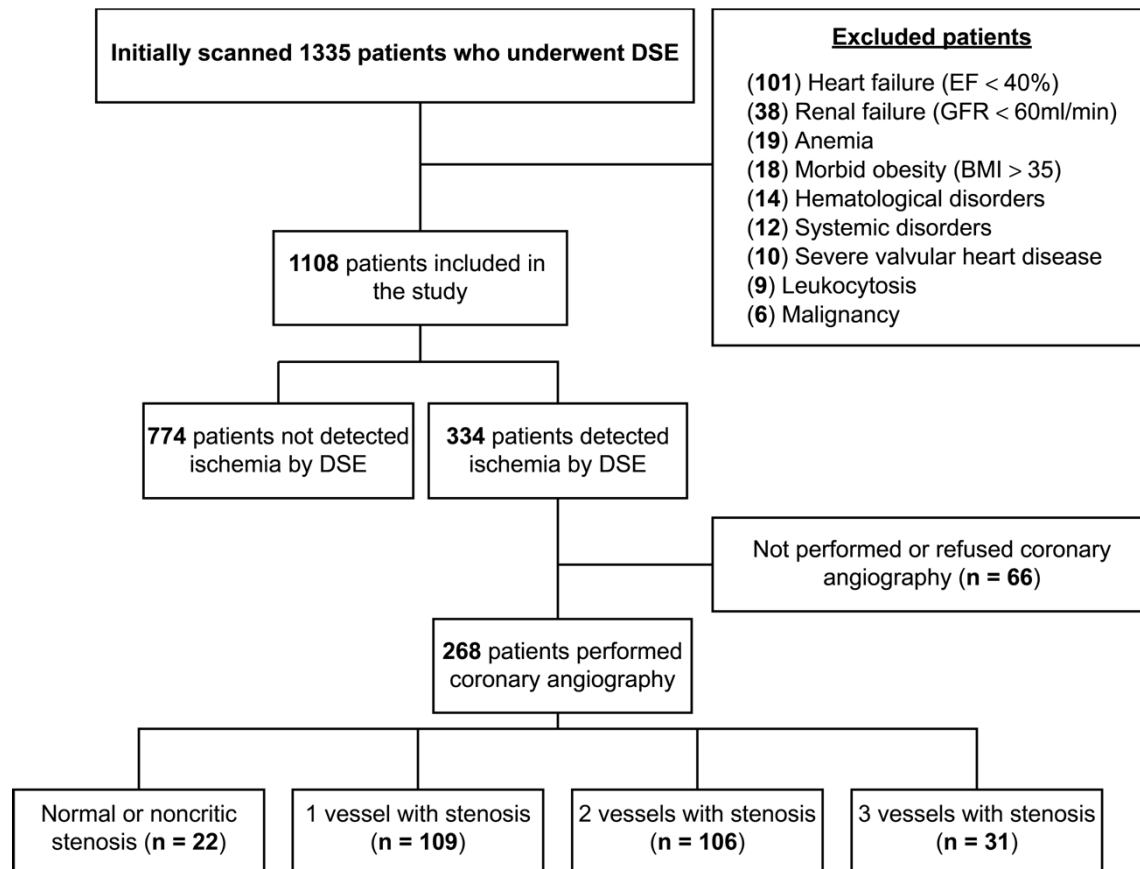 Initially scanned 1335 patients who underwent DSE
Excluded patients
(101) Heart failure (EF < 40%)
(38) Renal failure (GFR < 60ml/min)
(19) Anemia
(18) Morbid obesity (BMI > 35)
(14) Hematological disorders
(12) Systemic disorders
(10) Severe valvular heart disease
(9) Leukocytosis
(6) Malignancy
1108 patients included in
the study
774 patients not detected
ischemia by DSE
334 patients detected
ischemia by DSE
Not performed or refused coronary
angiography (n = 66)
268 patients performed
coronary angiography
Normal or noncritic
stenosis (n = 22)
1 vessel with stenosis
(n = 109)
2 vessels with stenosis
(n = 106)
3 vessels with stenosis
(n = 31)